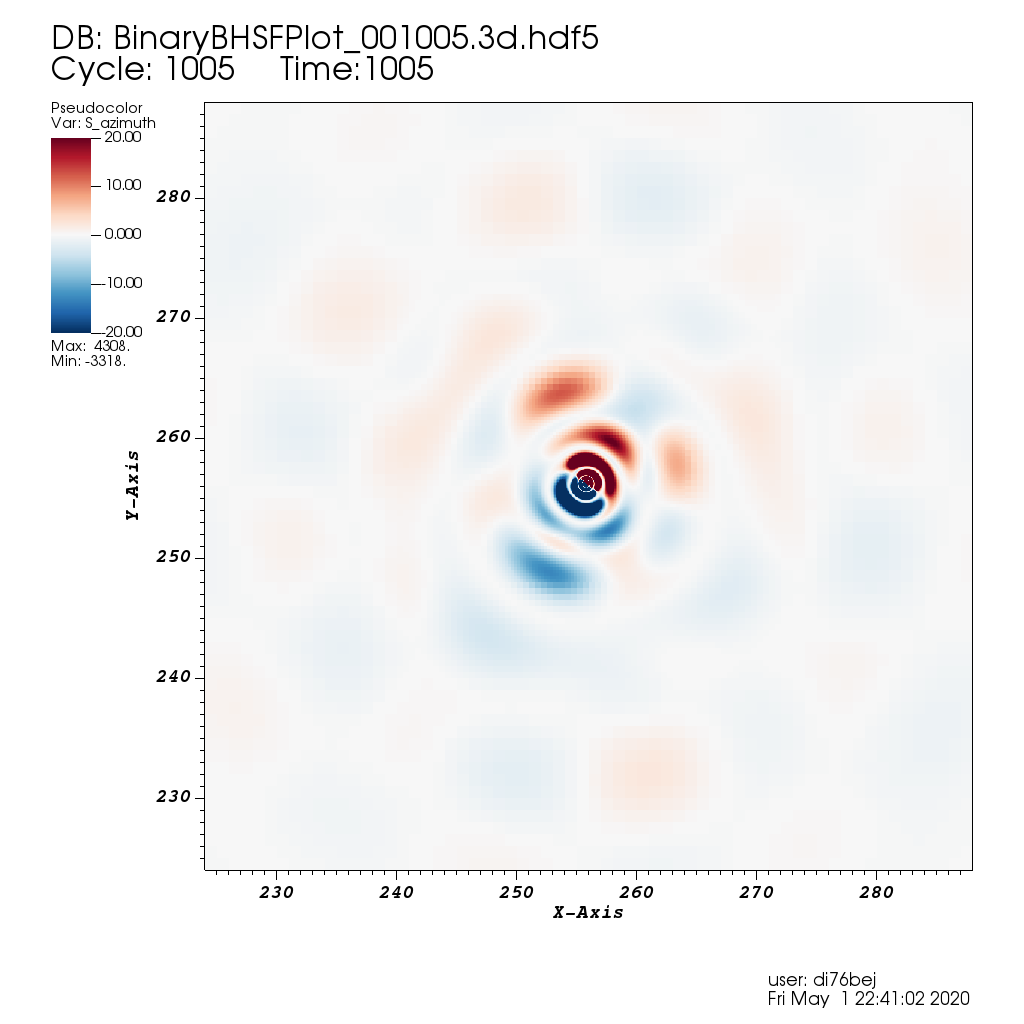 DB: BinaryBHSFPlot_001005.3d.hdf5
Cycle: 1005 Time:1005
Pseudocolor
Var: S_azimuth
20.00
10.00
0.000
-10.00
-20.00
Max: 4308.
Min: -3318.
280
270
260
250
240
230
Y-Axis
230 240 250 260 270 280
X-Axis
user: di76bej
Fri May 1 22:41:02 2020